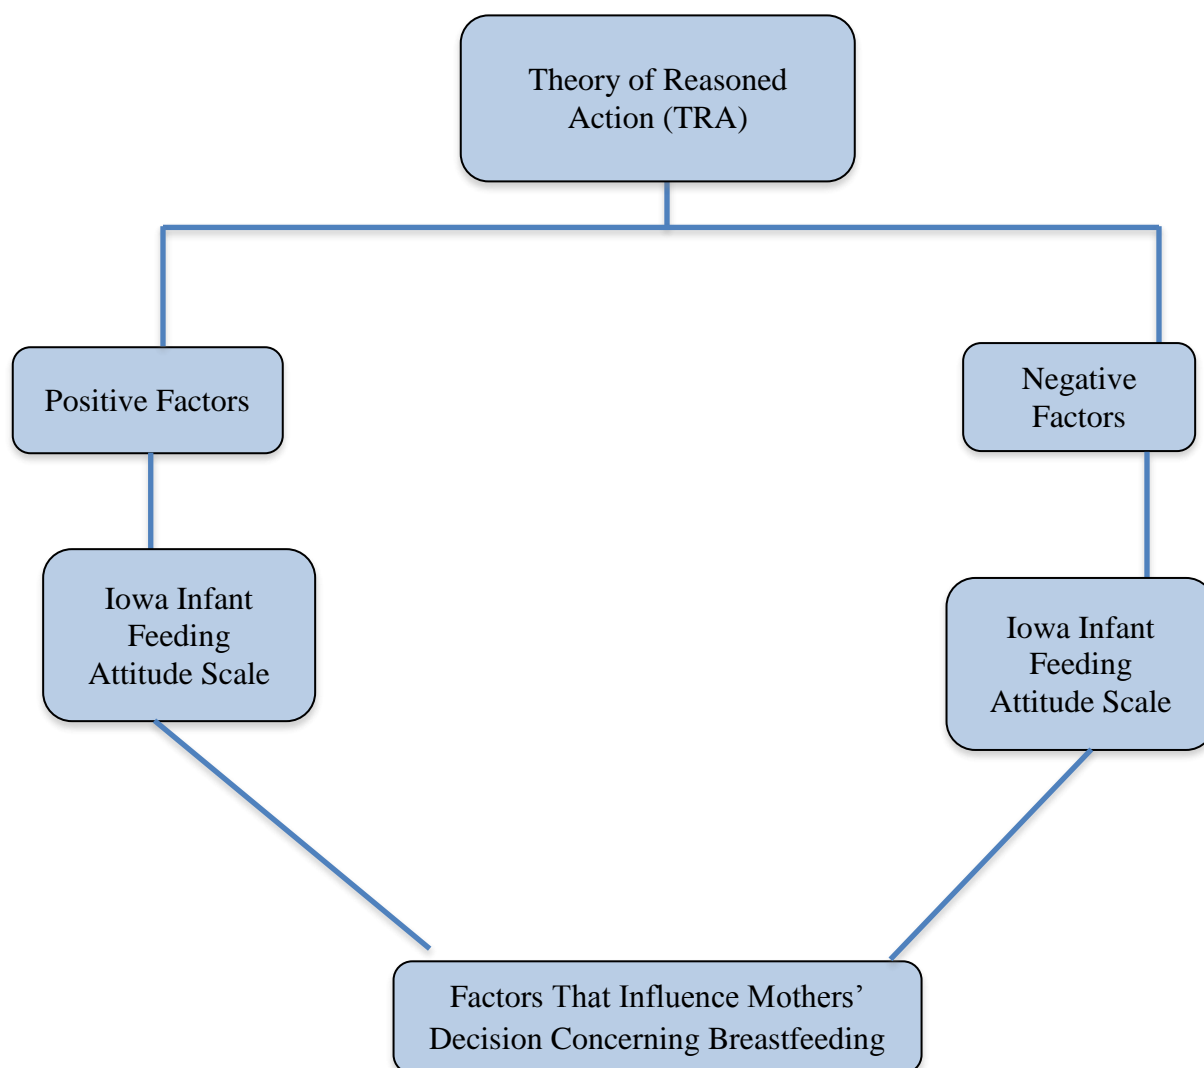 Theory of Reasoned
Action (TRA)
Positive Factors
Negative
Factors
Iowa Infant
Feeding
Attitude Scale
Iowa Infant
Feeding
Attitude Scale
Factors That Influence Mothers’
Decision Concerning Breastfeeding